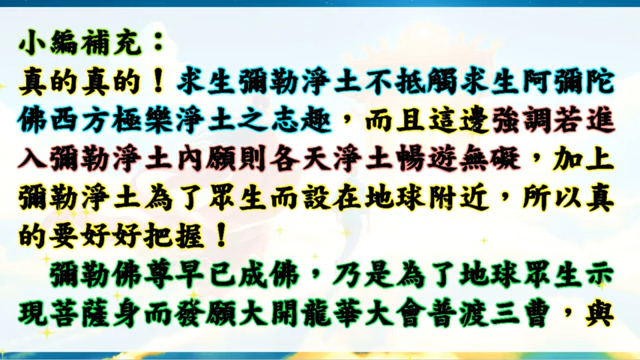 小編補充：
真的真的！求生彌勒淨土不抵觸求生阿彌陀
佛西方極樂淨土之志趣，而且這邊強調若進
入彌勒淨土內願則各天淨土暢遊無礙，加上
彌勒淨土為了眾生而設在地球附近，所以真
的要好好把握！
彌勒佛尊早已成佛，乃是為了地球眾生示
現菩薩身而發願大開龍華大會普渡三曹，與